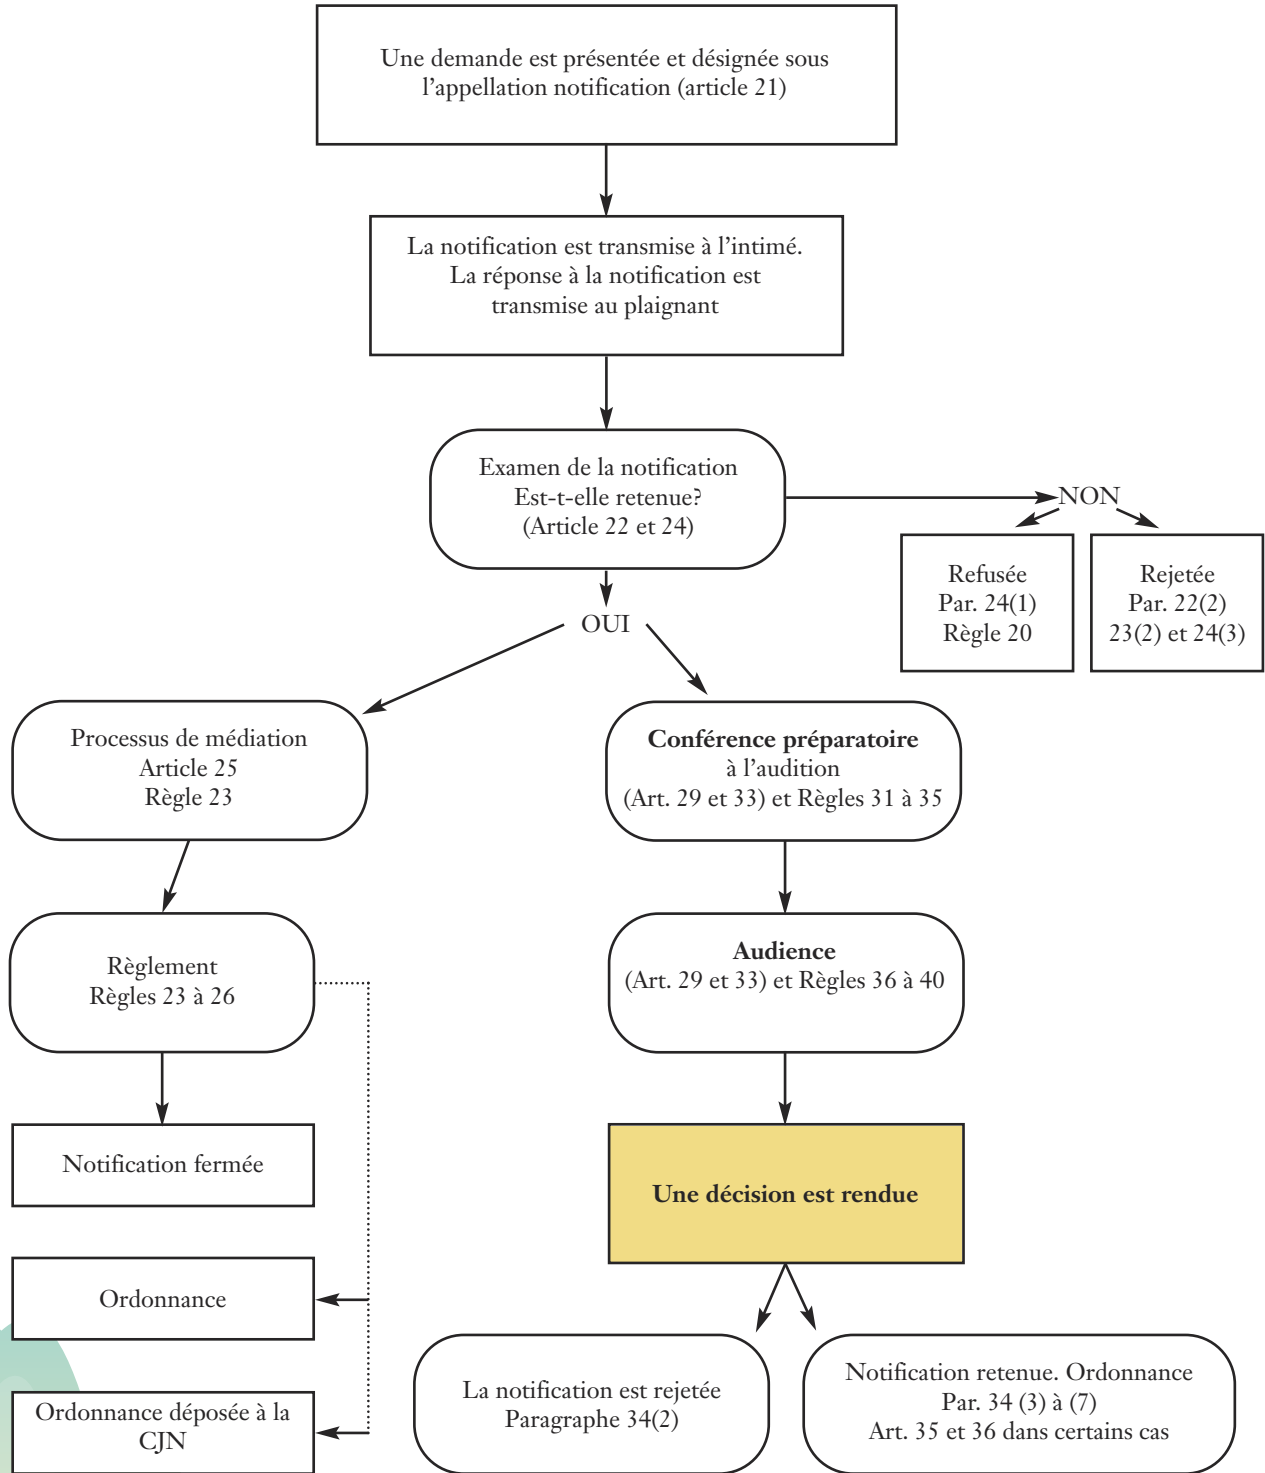 Une demande est présentée et désignée sous
l'appellation notification (article 21)
La notification est transmise à l'intimé.
La réponse à la notification est
transmise au plaignant
Examen de la notification
Est-t-elle retenue?
(Article 22 et 24)
NON
Refusée
Par. 24(1)
Règle 20
Rejetée
Par. 22(2)
23(2) et 24(3)
OUI
Processus de médiation
Article 25
Règle 23
Conférence préparatoire
à l'audition
(Art. 29 et 33) et Règles 31 à 35
Règlement
Règles 23 à 26
Audience
(Art. 29 et 33) et Règles 36 à 40
Notification fermée
Une décision est rendue
Ordonnance
Ordonnance déposée à la
CJN
La notification est rejetée
Paragraphe 34(2)
Notification retenue. Ordonnance
Par. 34 (3) à (7)
Art. 35 et 36 dans certains cas